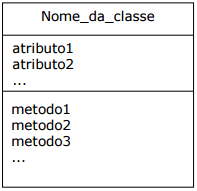 Nome_da_classe
atributo1
atributo2
...
metodo1
metodo2
metodo3
...